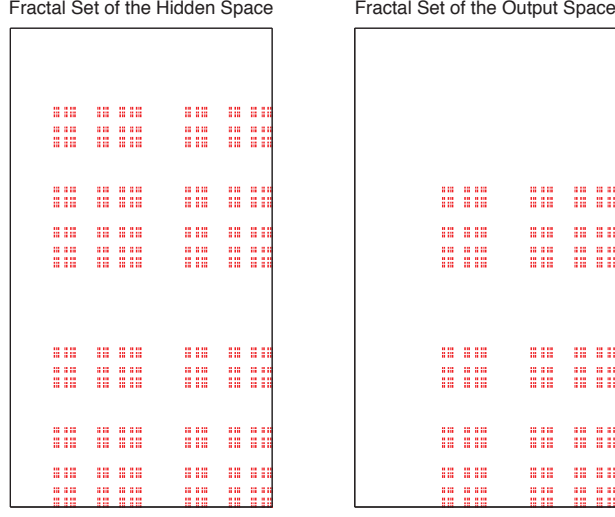 Fractal Set of the Hidden Space
Fractal Set of the Output Space